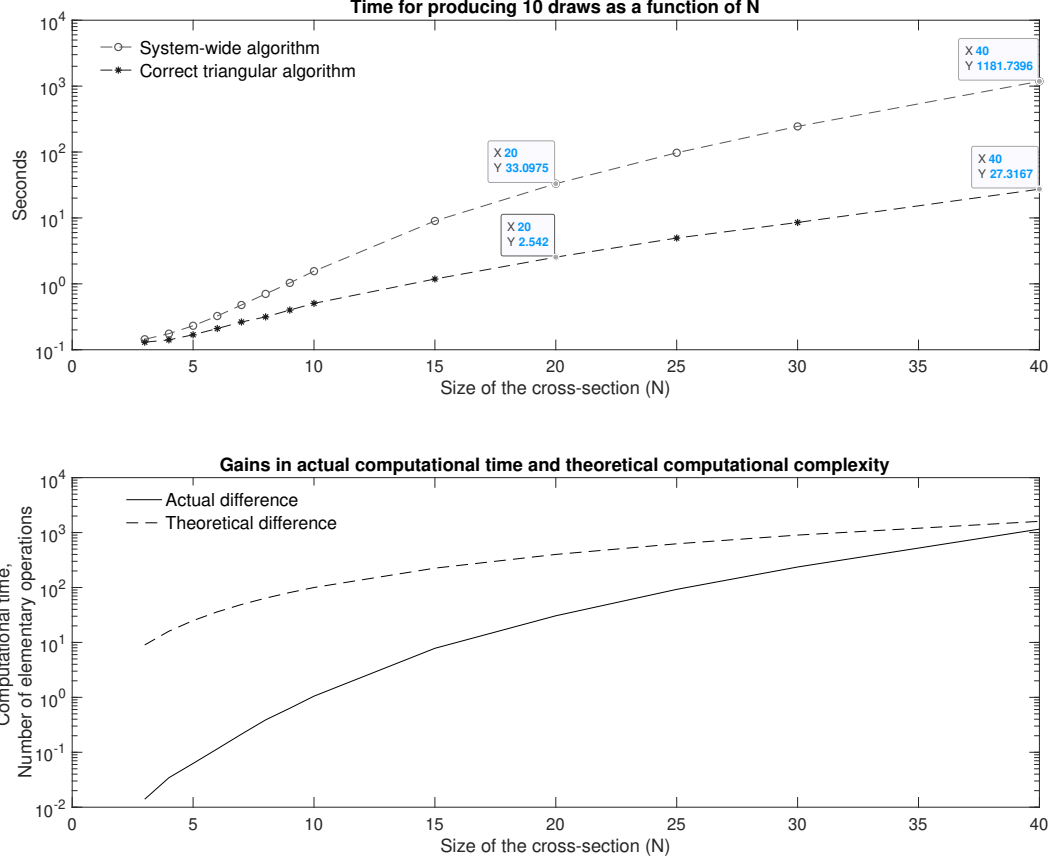 Time for producing 10 draws as a function of N
System-wide algorithm
Correct triangular algorithm
X 40
Y 1181.7396
X 20
Y 33.0975
X 40
Y 27.3167
X 20
Y 2.542
Seconds
10^4
10^3
10^2
10^1
10^0
10^-1
0 5 10 15 20 25 30 35 40
Size of the cross-section (N)
Gains in actual computational time and theoretical computational complexity
Actual difference
Theoretical difference
Computational time,
Number of elementary operations
10^4
10^3
10^2
10^1
10^0
10^-1
10^-2
0 5 10 15 20 25 30 35 40
Size of the cross-section (N)